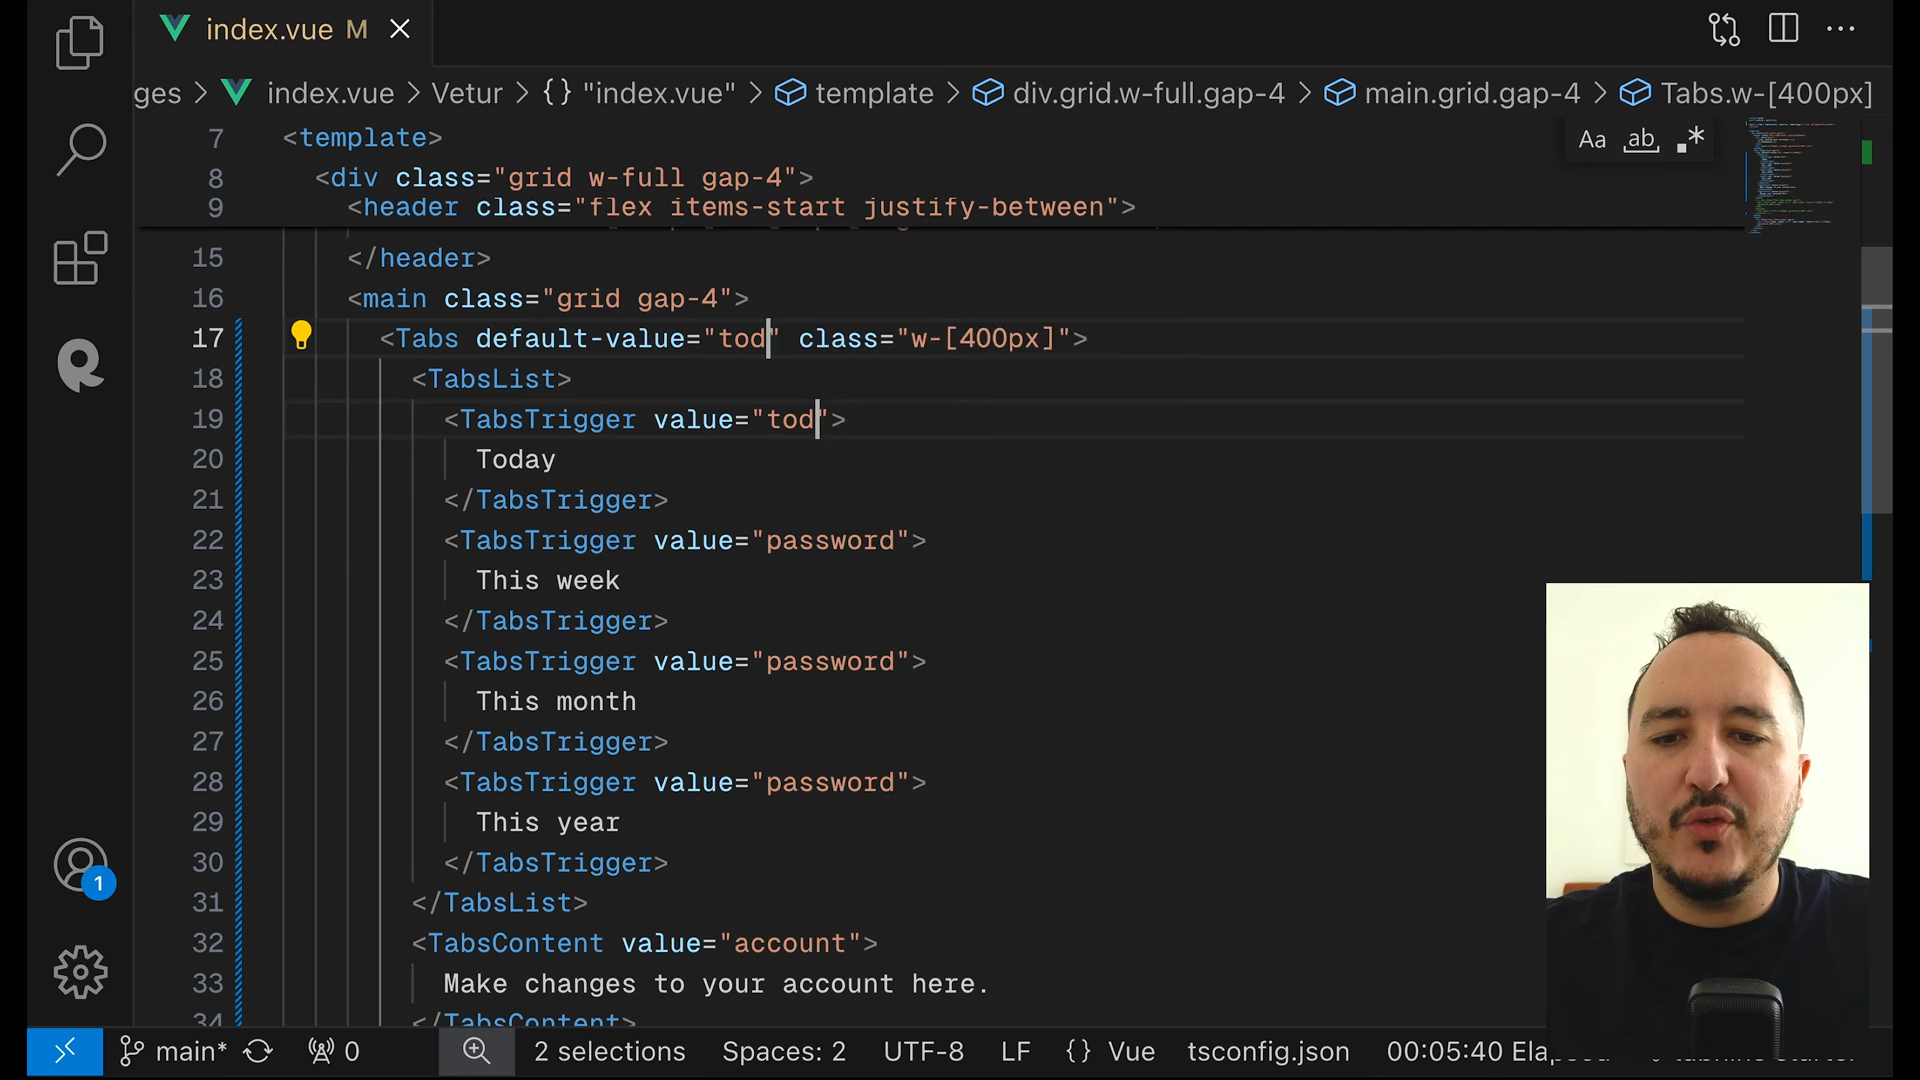 index.vue M
ges > index.vue > Vetur > {} "index.vue" > template > div.grid.w-full.gap-4 > main.grid.gap-4 > Tabs.w-[400px]
Aa ab .*
7 <template>
8 <div class="grid w-full gap-4">
9 <header class="flex items-start justify-between">
15 </header>
16 <main class="grid gap-4">
17 <Tabs default-value="tod" class="w-[400px]">
18 <TabsList>
19 <TabsTrigger value="tod">
20 Today
21 </TabsTrigger>
22 <TabsTrigger value="password">
23 This week
24 </TabsTrigger>
25 <TabsTrigger value="password">
26 This month
27 </TabsTrigger>
28 <TabsTrigger value="password">
29 This year
30 </TabsTrigger>
31 </TabsList>
32 <TabsContent value="account">
33 Make changes to your account here.
34 </TabsContent>
1
main* 0 2 selections Spaces: 2 UTF-8 LF {} Vue tsconfig.json 00:05:40